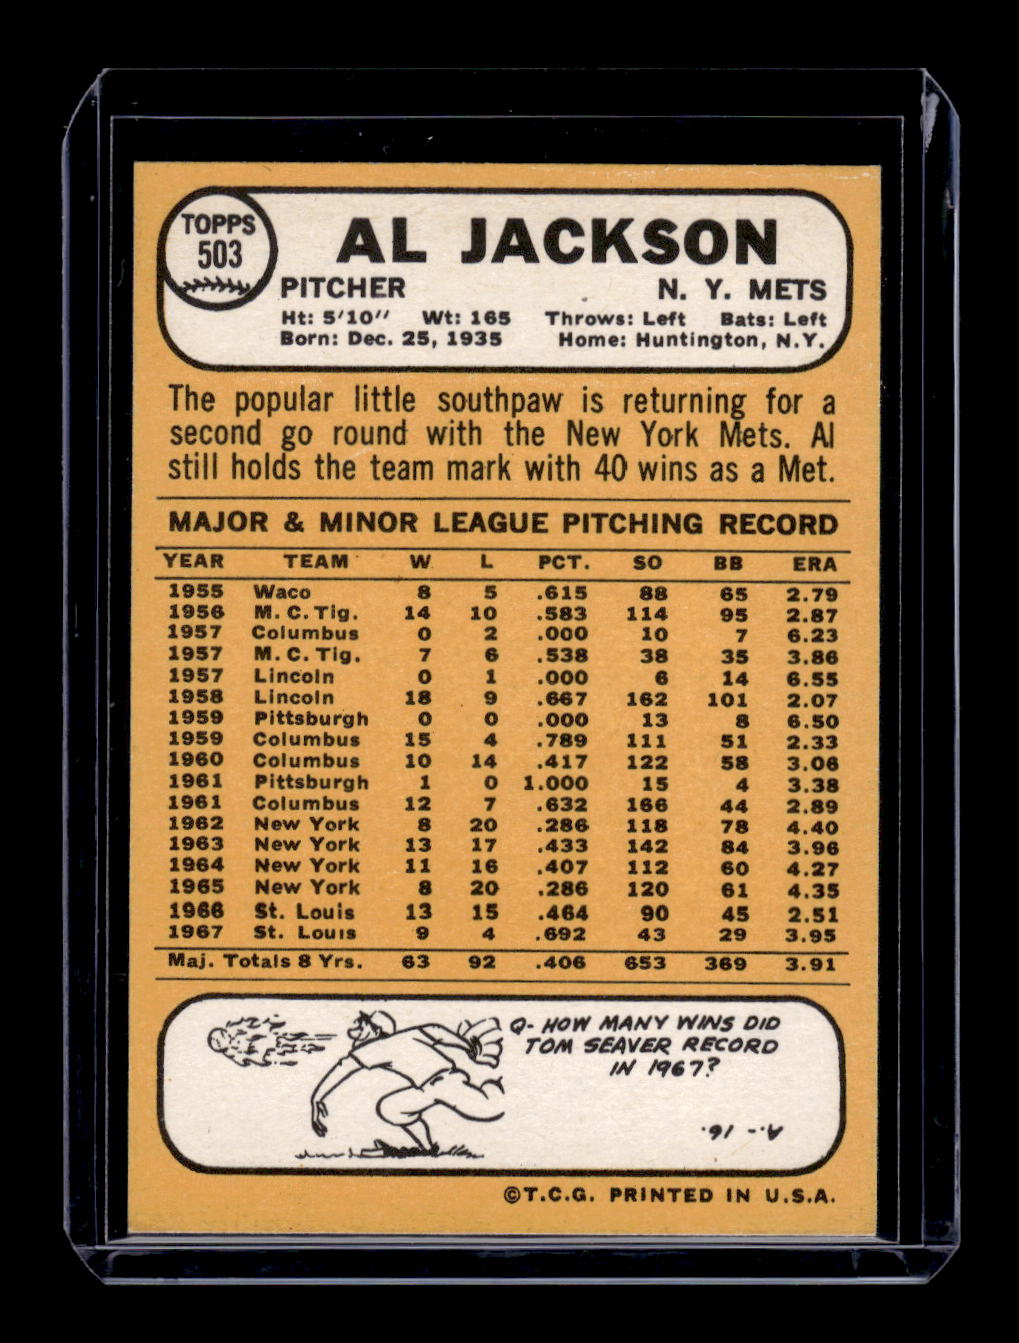 TOPPS
503
AL JACKSON
PITCHER N. Y. METS
Ht: 5'10" Wt: 165 Throws: Left Bats: Left
Born: Dec. 25, 1935 Home: Huntington, N.Y.
The popular little southpaw is returning for a
second go round with the New York Mets. Al
still holds the team mark with 40 wins as a Met.
MAJOR & MINOR LEAGUE PITCHING RECORD
YEAR TEAM W L PCT. SO BB ERA
1955 Waco 8 5 .615 88 65 2.79
1956 M.C.Tig. 14 10 .583 114 95 2.87
1957 Columbus 0 2 .000 10 7 6.23
1957 M.C.Tig. 7 6 .538 38 35 3.86
1957 Lincoln 0 1 .000 6 14 6.55
1958 Lincoln 18 9 .667 162 101 2.07
1959 Pittsburgh 0 0 .000 13 8 6.50
1959 Columbus 15 4 .789 111 51 2.33
1960 Columbus 10 14 .417 122 58 3.06
1961 Pittsburgh 1 0 1.000 15 4 3.38
1961 Columbus 12 7 .632 166 44 2.89
1962 New York 8 20 .286 118 78 4.40
1963 New York 13 17 .433 142 84 3.96
1964 New York 11 16 .407 112 60 4.27
1965 New York 8 20 .286 120 61 4.35
1966 St. Louis 13 15 .464 90 45 2.51
1967 St. Louis 9 4 .692 43 29 3.95
Maj. Totals 8 Yrs. 63 92 .406 653 369 3.91
Q- HOW MANY WINS DID
TOM SEAVER RECORD
IN 1967?
A.- 16.
©T.C.G. PRINTED IN U.S.A.